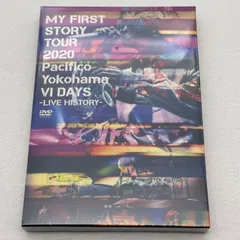 MY FIRST
STORY
TOUR
2020
Pacifico
Yokohama
VI DAYS
~LIVE HISTORY~
DVD